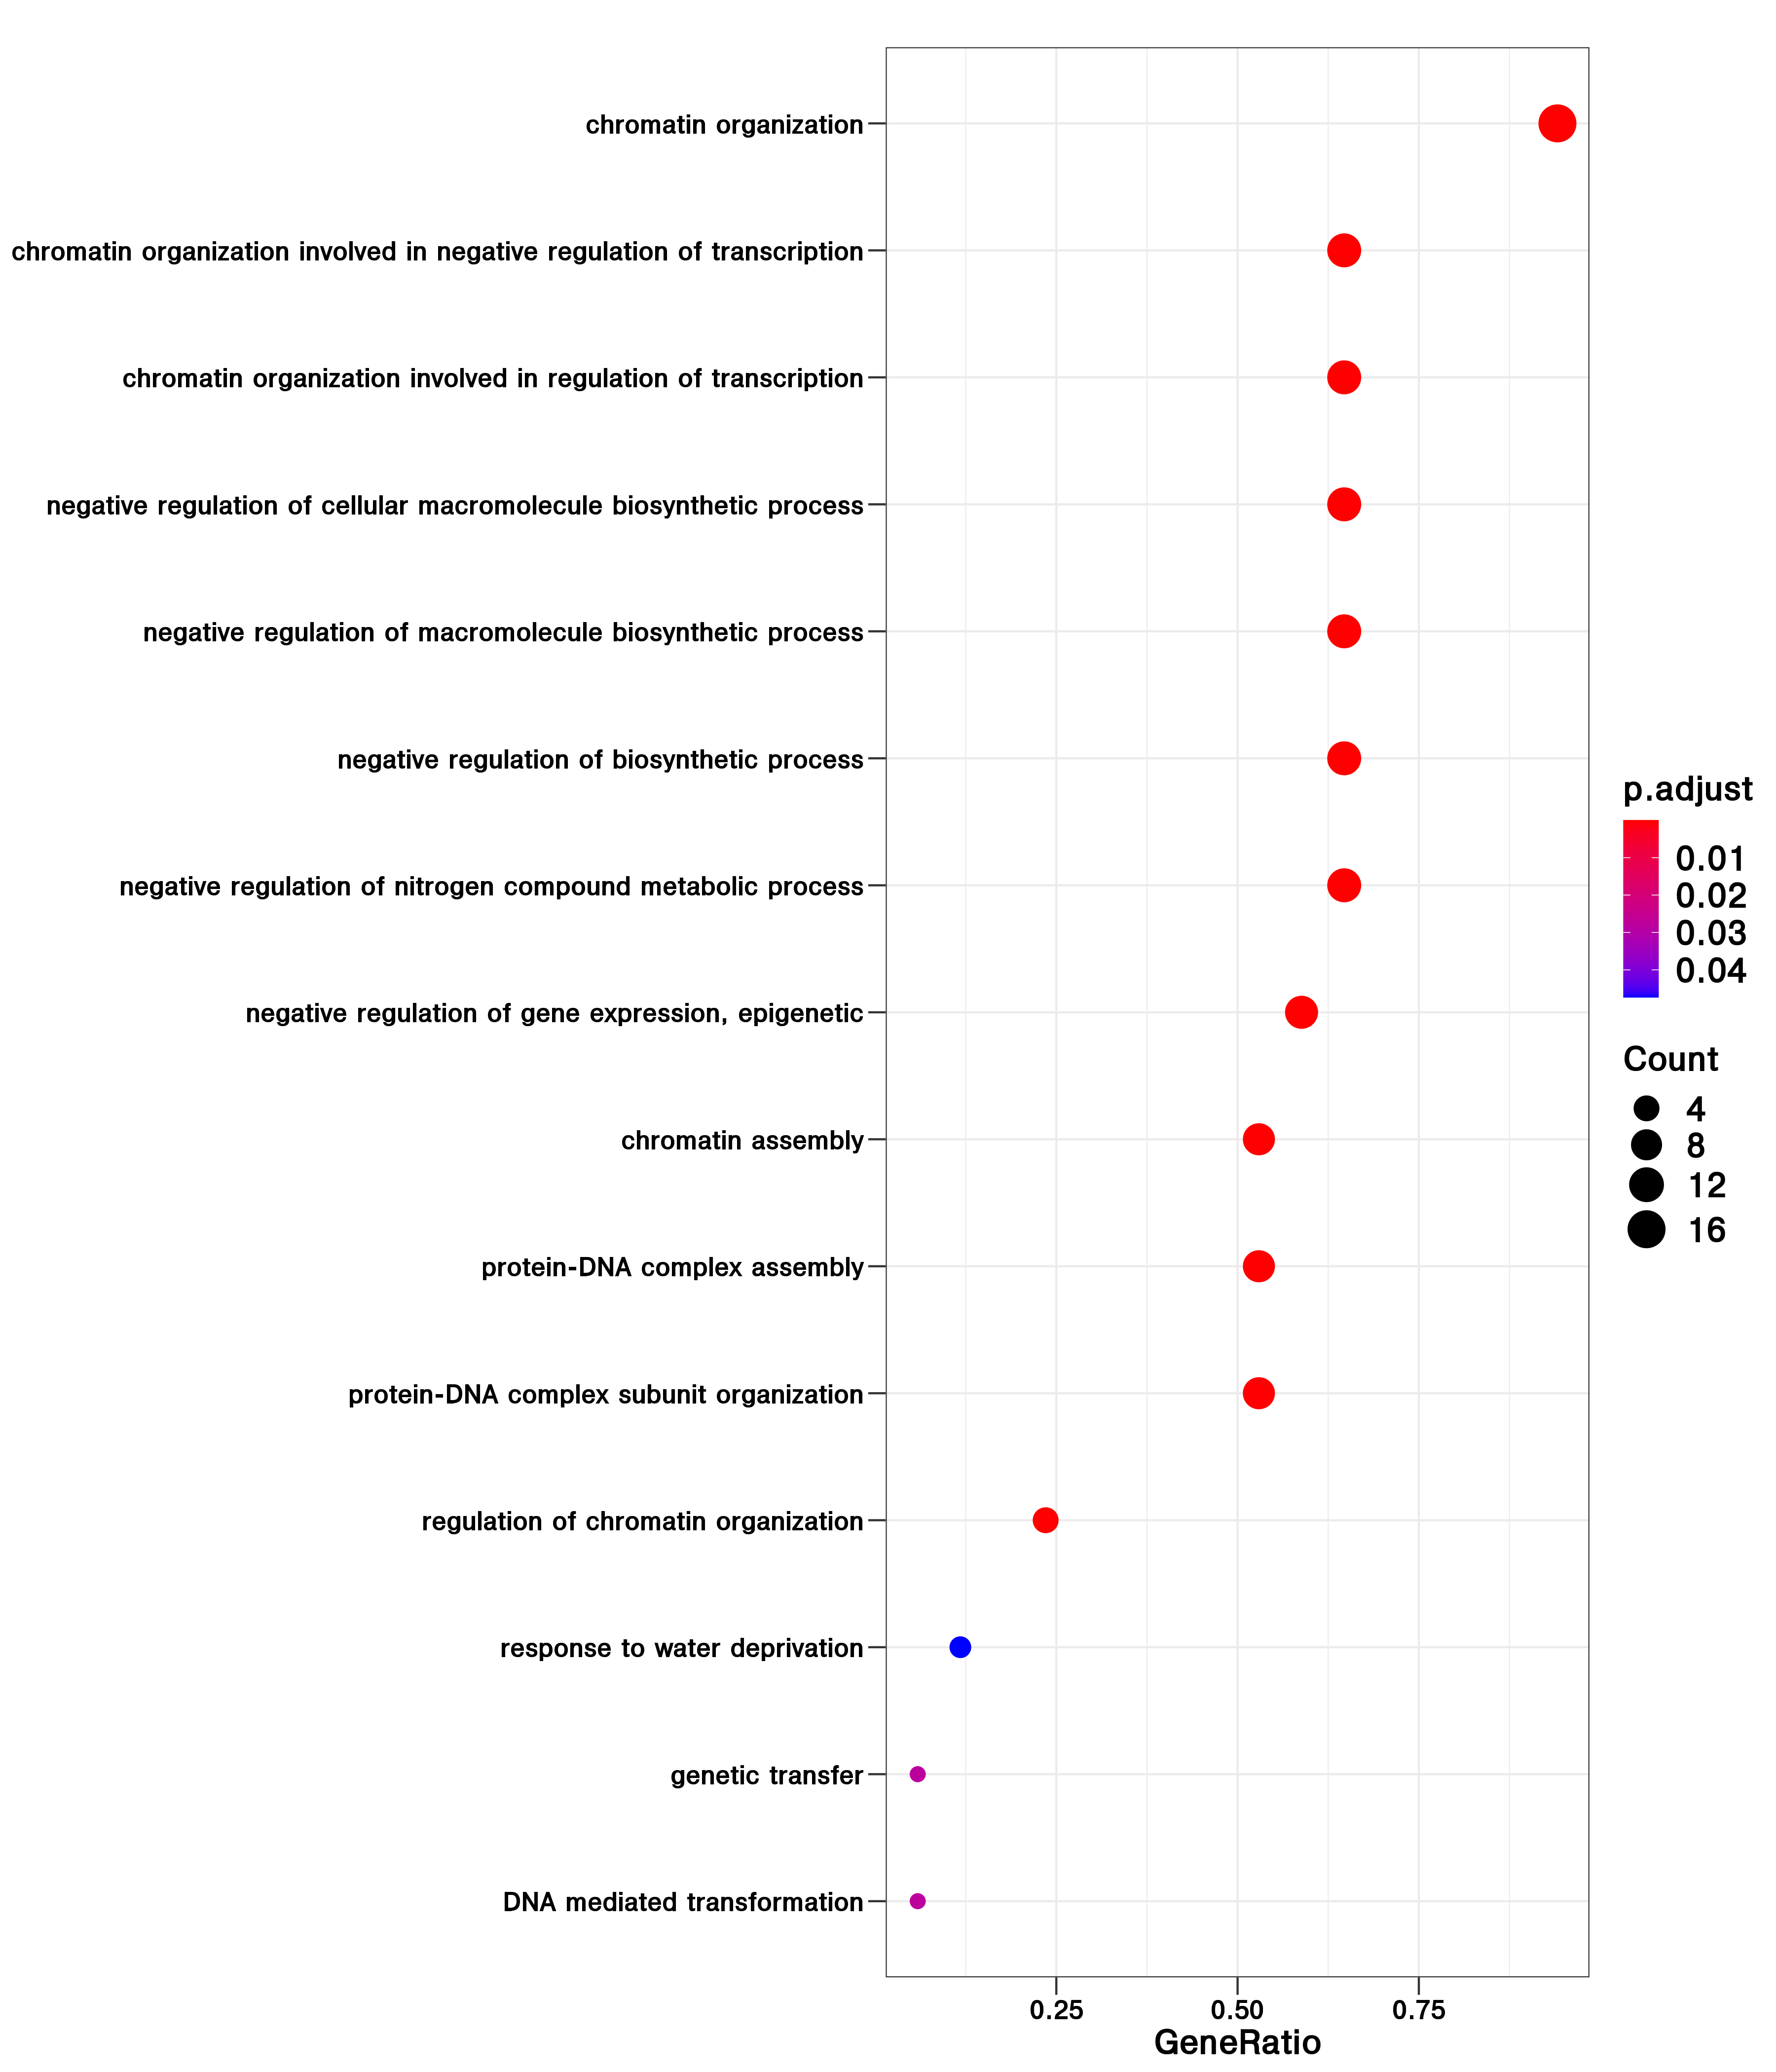 chromatin organization
chromatin organization involved in negative regulation of transcription
chromatin organization involved in regulation of transcription
negative regulation of cellular macromolecule biosynthetic process
negative regulation of macromolecule biosynthetic process
negative regulation of biosynthetic process
negative regulation of nitrogen compound metabolic process
negative regulation of gene expression, epigenetic
chromatin assembly
protein-DNA complex assembly
protein-DNA complex subunit organization
regulation of chromatin organization
response to water deprivation
genetic transfer
DNA mediated transformation
0.25 0.50 0.75
GeneRatio
p.adjust
0.01
0.02
0.03
0.04
Count
4
8
12
16